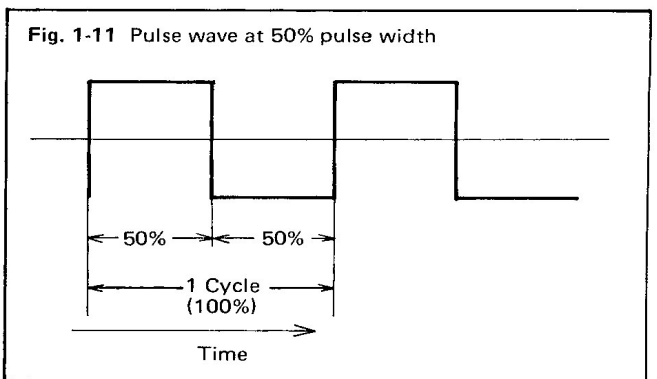 Fig. 1-11 Pulse wave at 50% pulse width
50% 50%
1 Cycle
(100%)
Time